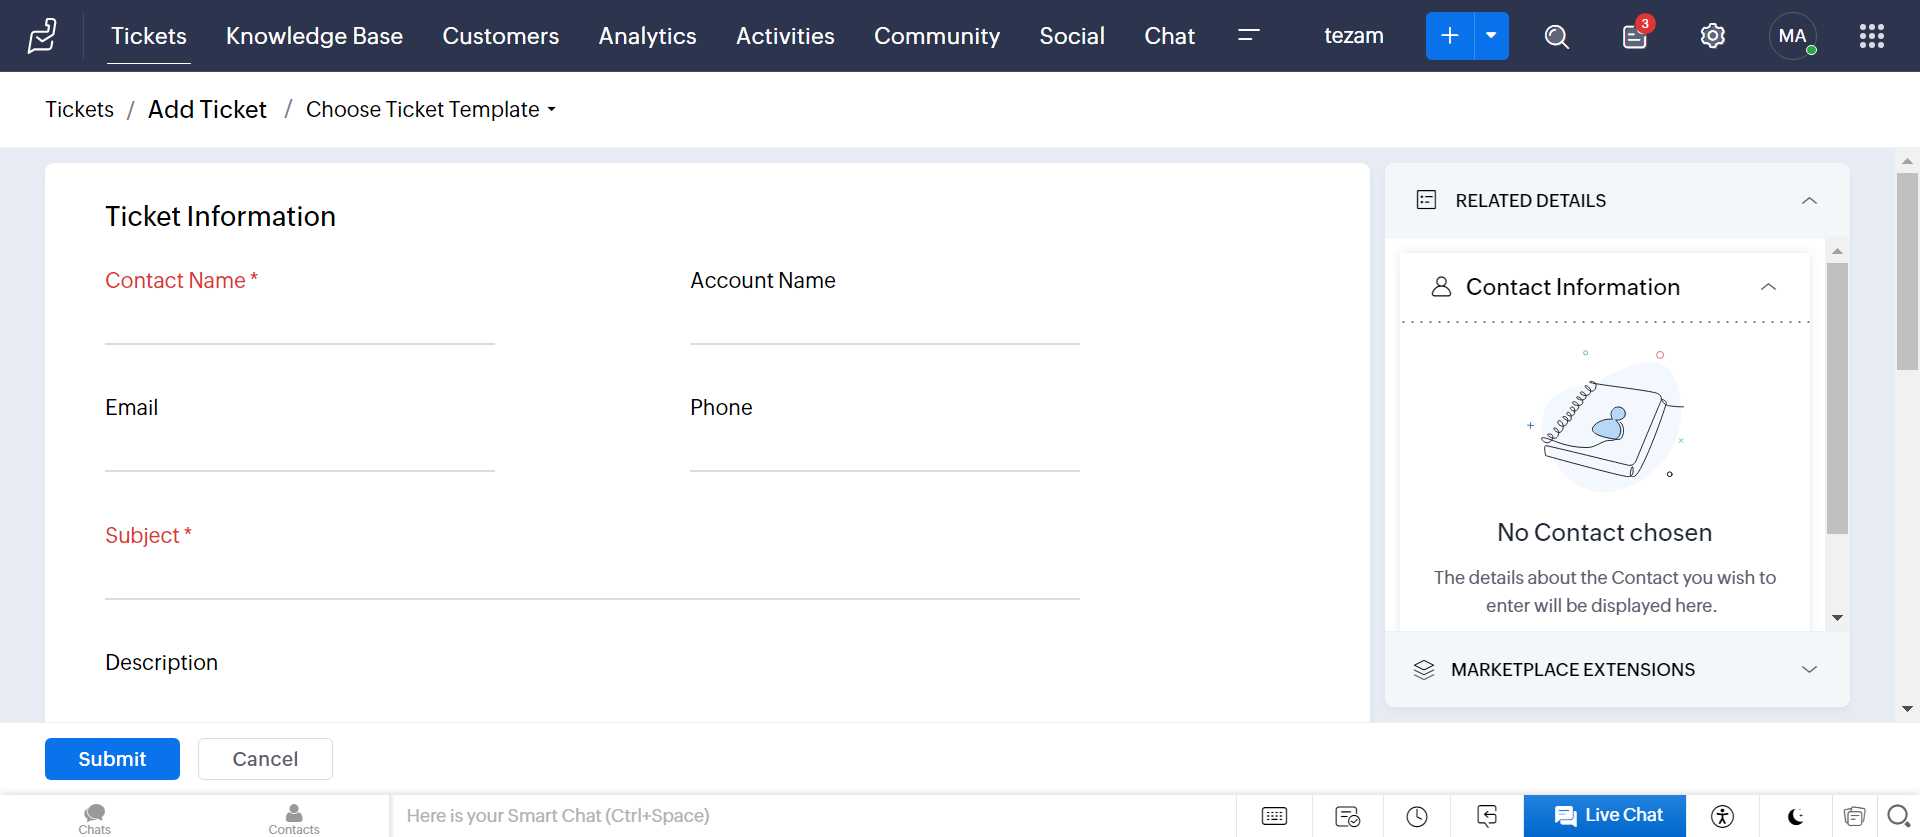 Tickets Knowledge Base Customers Analytics Activities Community Social Chat tezam 3 MA
Tickets / Add Ticket / Choose Ticket Template
Ticket Information
Contact Name *
Account Name
Email
Phone
Subject *
Description
RELATED DETAILS
Contact Information
No Contact chosen
The details about the Contact you wish to
enter will be displayed here.
MARKETPLACE EXTENSIONS
Submit Cancel
Chats
Contacts
Here is your Smart Chat (Ctrl+Space)
Live Chat